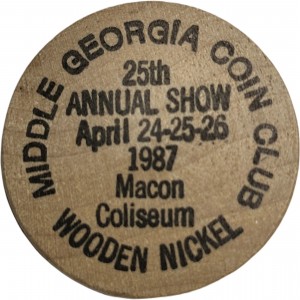 MIDDLE GEORGIA COIN CLUB
25th
ANNUAL SHOW
April 24-25-26
1987
Macon
Coliseum
WOODEN NICKEL